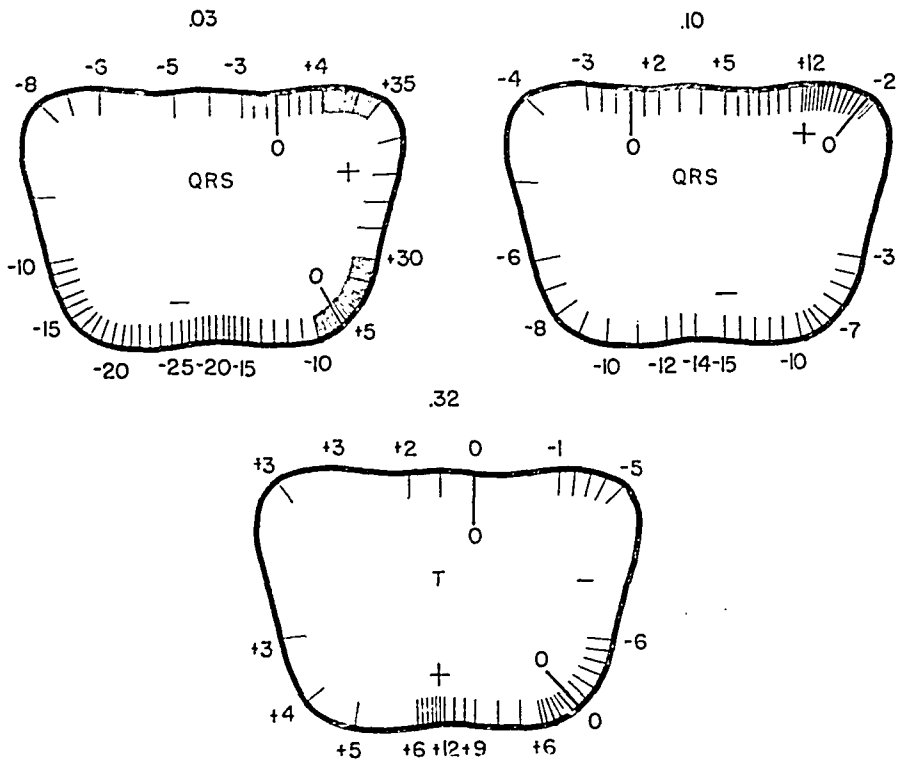 .03
-8 -6 -5 -3 +4 +35
0
QRS +
-10 0 +30
-15 – +5
-20 -25 -20 -15 -10
.10
-4 -3 +2 +5 +12 -2
0 + 0
QRS
-6 -3
-8 – -7
-10 -12 -14 -15 -10
.32
+3 +3 +2 0 -1 -5
0
T –
+3 -6
+ 0
+4 0
+5 +6 +12 +9 +6